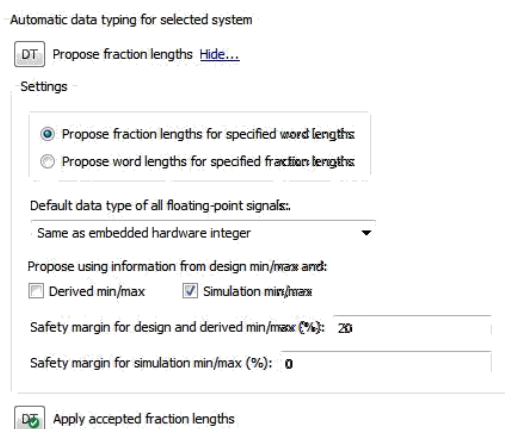 Automatic data typing for selected system
DT Propose fraction lengths Hide...
Settings
Propose fraction lengths for specified word lengths
Propose word lengths for specified fraction lengths
Default data type of all floating-point signals:.
Same as embedded hardware integer
Propose using information from design min/max and:
Derived min/max Simulation min/max
Safety margin for design and derived min/max (%): 20
Safety margin for simulation min/max (%): 0
DT Apply accepted fraction lengths